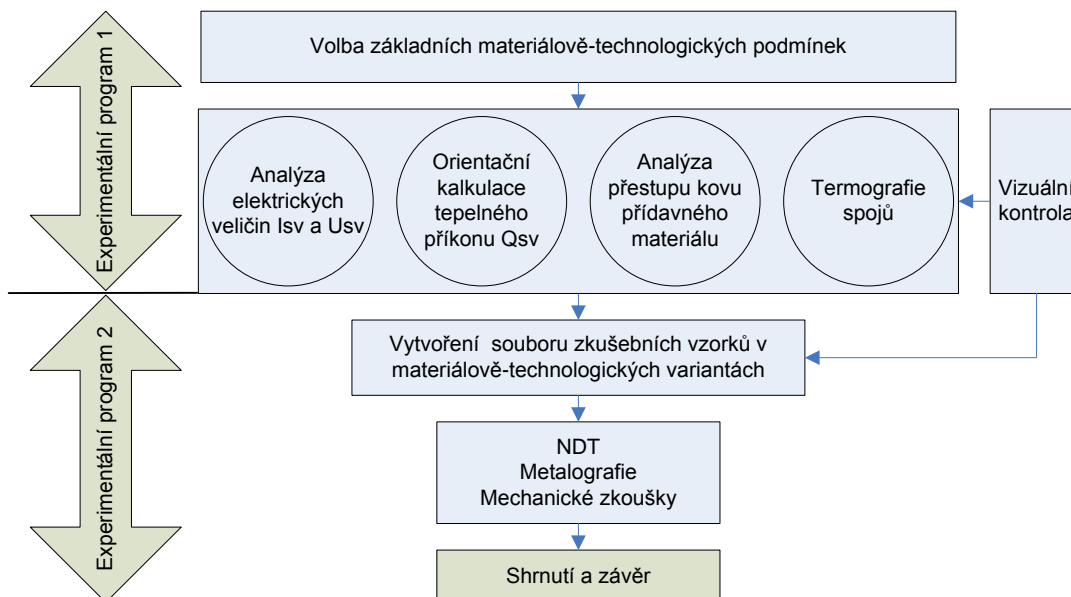 Experimentální program 1
Volba základních materiálově-technologických podmínek
Analýza
elektrických
veličin Isv a Usv
Orientační
kalkulace
tepelného
příkonu Qsv
Analýza
přestupu kovu
přídavného
materiálu
Termografie
spojů
Vizuální
kontrola
Experimentální program 2
Vytvoření souboru zkušebních vzorků v
materiálově-technologických variantách
NDT
Metalografie
Mechanické zkoušky
Shrnutí a závěr